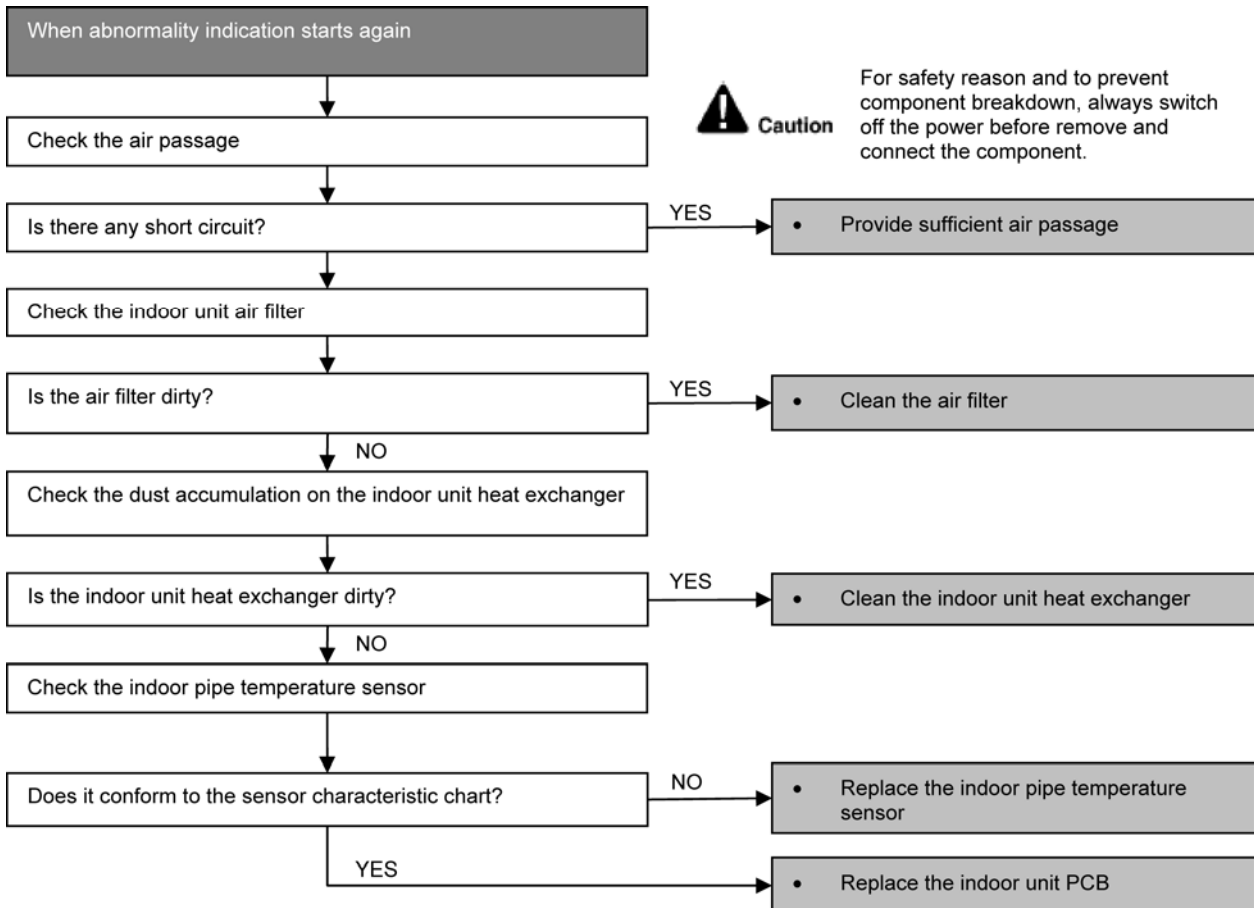 When abnormality indication starts again
For safety reason and to prevent
component breakdown, always switch
off the power before remove and
connect the component.
Caution
Check the air passage
Is there any short circuit?
YES
• Provide sufficient air passage
Check the indoor unit air filter
Is the air filter dirty?
YES
• Clean the air filter
NO
Check the dust accumulation on the indoor unit heat exchanger
Is the indoor unit heat exchanger dirty?
YES
• Clean the indoor unit heat exchanger
NO
Check the indoor pipe temperature sensor
Does it conform to the sensor characteristic chart?
NO
• Replace the indoor pipe temperature
sensor
YES
• Replace the indoor unit PCB